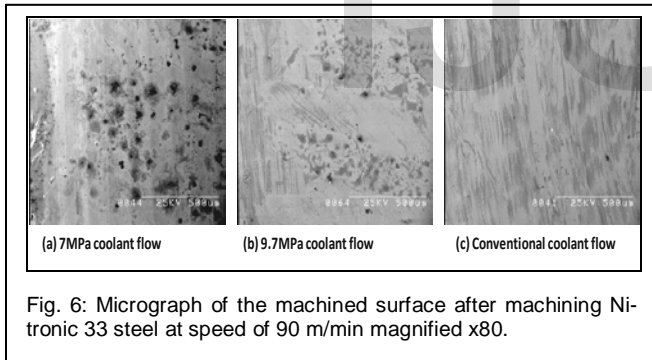 0044 25KV 500um
0064 25KV 500um
0041 25KV 500um
(a) 7MPa coolant flow
(b) 9.7MPa coolant flow
(c) Conventional coolant flow
Fig. 6: Micrograph of the machined surface after machining Ni-
tronic 33 steel at speed of 90 m/min magnified x80.